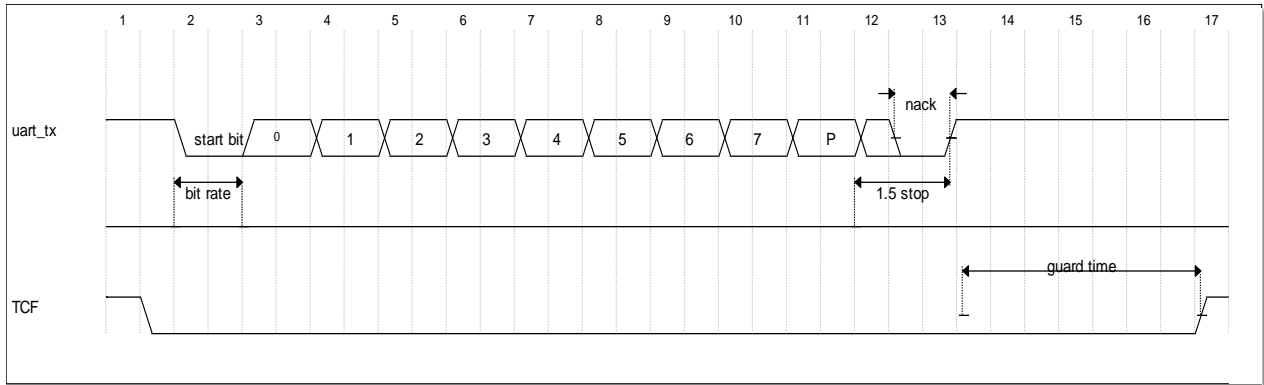 1 2 3 4 5 6 7 8 9 10 11 12 13 14 15 16 17
nack
uart_tx
start bit 0 1 2 3 4 5 6 7 P
bit rate
1.5 stop
guard time
TCF